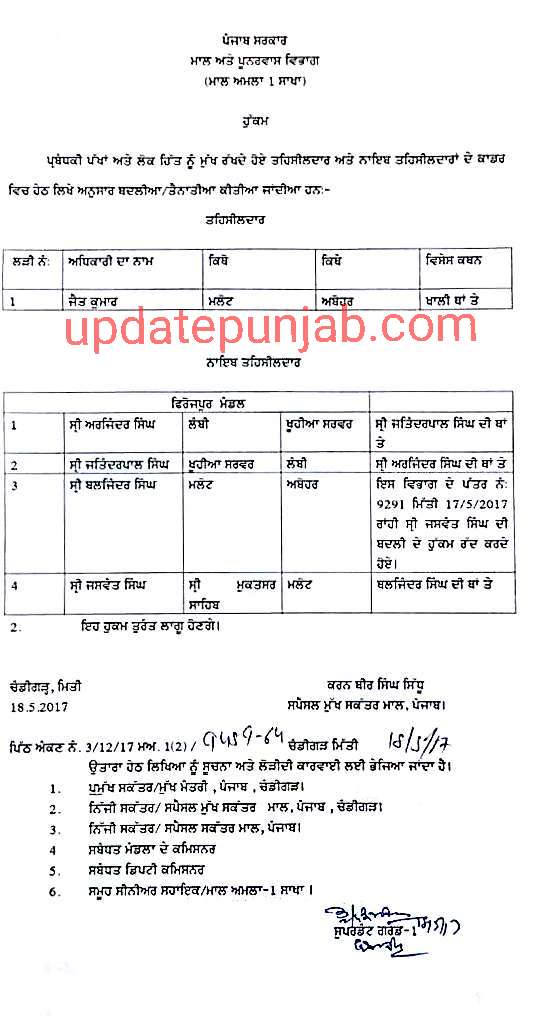 ਪੰਜਾਬ ਸਰਕਾਰ
ਮਾਲ ਅਤੇ ਪੂਨਰਵਾਸ ਵਿਭਾਗ
(ਮਾਲ ਅਮਲਾ 1 ਸਾਖਾ)
ਹੁੱਕਮ
ਪ੍ਰਬੰਧਕੀ ਪੱਖਾਂ ਅਤੇ ਲੋਕ ਹਿੱਤ ਨੂੰ ਮੁੱਖ ਰੱਖਦੇ ਹੋਏ ਤਹਿਸੀਲਦਾਰ ਅਤੇ ਨਾਇਬ ਤਹਿਸੀਲਦਾਰਾਂ ਦੇ ਕਾਡਰ
ਵਿਚ ਹੇਠ ਲਿਖੇ ਅਨੁਸਾਰ ਬਦਲੀਆ/ਤੈਨਾਤੀਆ ਕੀਤੀਆ ਜਾਂਦੀਆ ਹਨ:-
ਤਹਿਸੀਲਦਾਰ
ਲੜੀ ਨੰ: ਅਧਿਕਾਰੀ ਦਾ ਨਾਮ ਕਿਥੋ ਕਿਥੇ ਵਿਸੇਸ ਕਥਨ
1 ਜੈਤ ਕੁਮਾਰ ਮਲੋਟ ਅਬੋਹਰ ਖਾਲੀ ਥਾਂ ਤੇ
updatepunjab.com
ਨਾਇਬ ਤਹਿਸੀਲਦਾਰ
ਫਿਰੋਜਪੁਰ ਮੰਡਲ
1 ਸ੍ਰੀ ਅਰਜਿੰਦਰ ਸਿੰਘ ਲੰਬੀ ਖੂਹੀਆ ਸਰਵਰ ਸ੍ਰੀ ਜਤਿੰਦਰਪਾਲ ਸਿੰਘ ਦੀ ਥਾਂ
ਤੇ
2 ਸ੍ਰੀ ਜਤਿੰਦਰਪਾਲ ਸਿੰਘ ਖੂਹੀਆ ਸਰਵਰ ਲੰਬੀ ਸ੍ਰੀ ਅਰਜਿੰਦਰ ਸਿੰਘ ਦੀ ਥਾਂ ਤੇ
3 ਸ੍ਰੀ ਬਲਜਿੰਦਰ ਸਿੰਘ ਮਲੋਟ ਅਬੋਹਰ ਇਸ ਵਿਭਾਗ ਦੇ ਪੱਤਰ ਨੰ:
9291 ਮਿੱਤੀ 17/5/2017
ਰਾਂਹੀ ਸ੍ਰੀ ਜਸਵੰਤ ਸਿੰਘ ਦੀ
ਬਦਲੀ ਦੇ ਹੁੱਕਮ ਰੱਦ ਕਰਦੇ
ਹੋਏ।
4 ਸ੍ਰੀ ਜਸਵੰਤ ਸਿੰਘ ਸ੍ਰੀ ਮੁਕਤਸਰ ਮਲੋਟ ਬਲਜਿੰਦਰ ਸਿੰਘ ਦੀ ਥਾਂ ਤੇ
ਸਾਹਿਬ
2. ਇਹ ਹੁਕਮ ਤੁਰੰਤ ਲਾਗੂ ਹੋਣਗੇ।
ਚੰਡੀਗੜ੍ਹ, ਮਿਤੀ ਕਰਨ ਬੀਰ ਸਿੰਘ ਸਿੱਧੂ
18.5.2017 ਸਪੈਸਲ ਮੁੱਖ ਸਕੱਤਰ ਮਾਲ, ਪੰਜਾਬ।
ਪਿੱਠ ਅੰਕਣ ਨੰ. 3/12/17 ਮਅ. 1(2) / 9459-64 ਚੰਡੀਗੜ ਮਿੱਤੀ 18/5/17
ਉਤਾਰਾ ਹੇਠ ਲਿਖਿਆ ਨੂੰ ਸੂਚਨਾ ਅਤੇ ਲੋੜੀਦੀ ਕਾਰਵਾਈ ਲਈ ਭੇਜਿਆ ਜਾਂਦਾ ਹੈ।
1. ਪ੍ਰਮੁੱਖ ਸਕੱਤਰ/ਮੁੱਖ ਮੰਤਰੀ , ਪੰਜਾਬ , ਚੰਡੀਗੜ।
2. ਨਿੱਜੀ ਸਕੱਤਰ/ ਸਪੈਸਲ ਮੁੱਖ ਸਕੱਤਰ ਮਾਲ, ਪੰਜਾਬ , ਚੰਡੀਗੜ।
3. ਨਿੱਜੀ ਸਕੱਤਰ/ ਸਪੈਸਲ ਸਕੱਤਰ ਮਾਲ, ਪੰਜਾਬ।
4 ਸਬੰਧਤ ਮੰਡਲਾ ਦੇ ਕਮਿਸਨਰ
5. ਸਬੰਧਤ ਡਿਪਟੀ ਕਮਿਸਨਰ
6. ਸਮੂਹ ਸੀਨੀਅਰ ਸਹਾਇਕ/ਮਾਲ ਅਮਲਾ-1 ਸਾਖਾ ।
ਸੁਪਰਡੰਟ ਗਰੇਡ-1